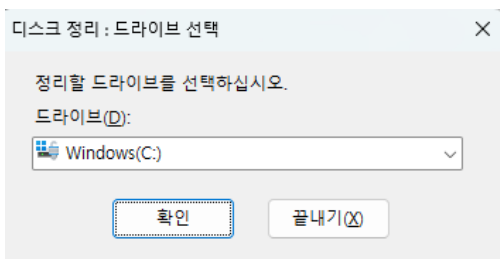 디스크 정리 : 드라이브 선택
정리할 드라이브를 선택하십시오.
드라이브(D):
Windows(C:)
확인
끝내기(X)